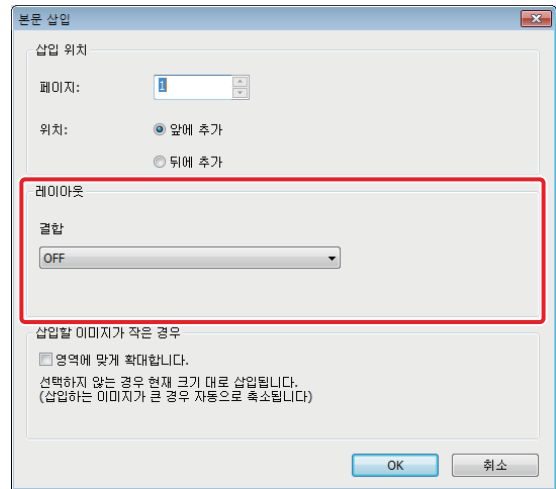 본문 삽입
삽입 위치
페이지:
1
위치:
앞에 추가
뒤에 추가
레이아웃
결합
OFF
삽입할 이미지가 작은 경우
영역에 맞게 확대합니다.
선택하지 않는 경우 현재 크기 대로 삽입됩니다.
(삽입하는 이미지가 큰 경우 자동으로 축소됩니다)
OK 취소